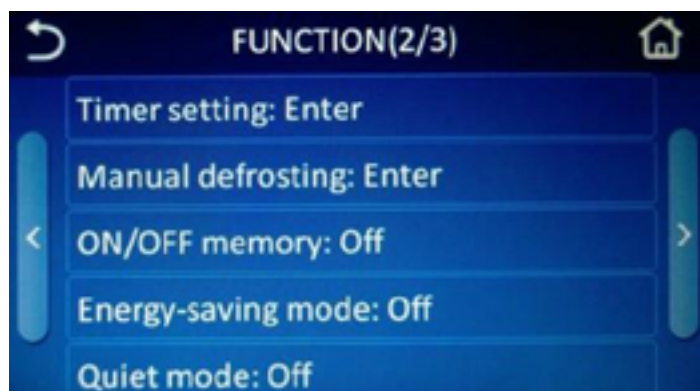 FUNCTION(2/3)
Timer setting: Enter
Manual defrosting: Enter
ON/OFF memory: Off
Energy-saving mode: Off
Quiet mode: Off